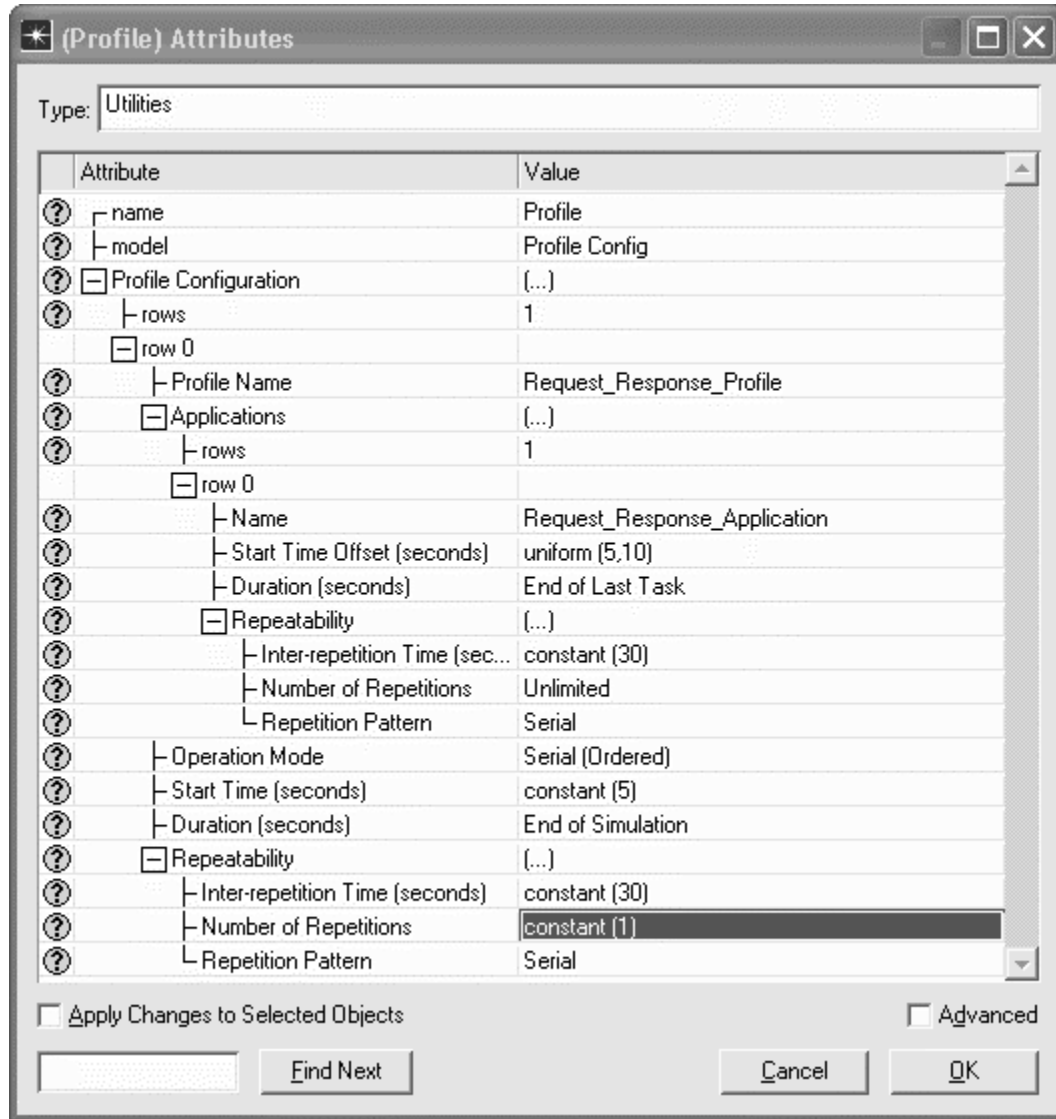 (Profile) Attributes
Type: Utilities
Attribute Value
name Profile
model Profile Config
Profile Configuration (...)
rows 1
row 0
Profile Name Request_Response_Profile
Applications (...)
rows 1
row 0
Name Request_Response_Application
Start Time Offset (seconds) uniform (5,10)
Duration (seconds) End of Last Task
Repeatability (...)
Inter-repetition Time (sec... constant (30)
Number of Repetitions Unlimited
Repetition Pattern Serial
Operation Mode Serial (Ordered)
Start Time (seconds) constant (5)
Duration (seconds) End of Simulation
Repeatability (...)
Inter-repetition Time (seconds) constant (30)
Number of Repetitions constant (1)
Repetition Pattern Serial
Apply Changes to Selected Objects Advanced
Find Next Cancel OK